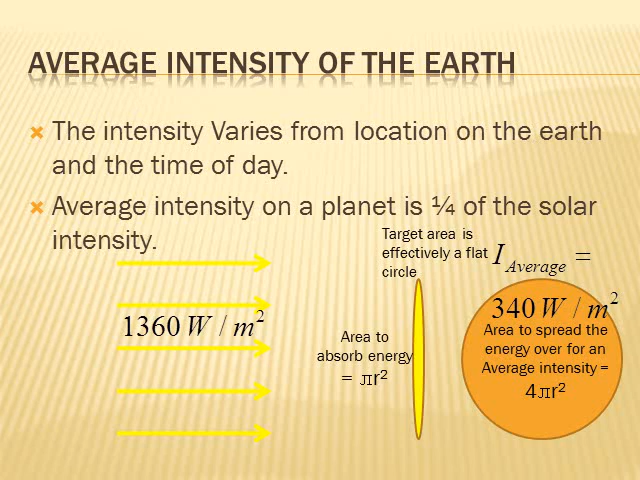 AVERAGE INTENSITY OF THE EARTH
The intensity Varies from location on the earth
and the time of day.
Average intensity on a planet is ¼ of the solar
intensity.
Target area is
effectively a flat
circle
I Average =
1360 W / m²
340 W / m²
Area to
absorb energy
= πr²
Area to spread the
energy over for an
Average intensity =
4πr²